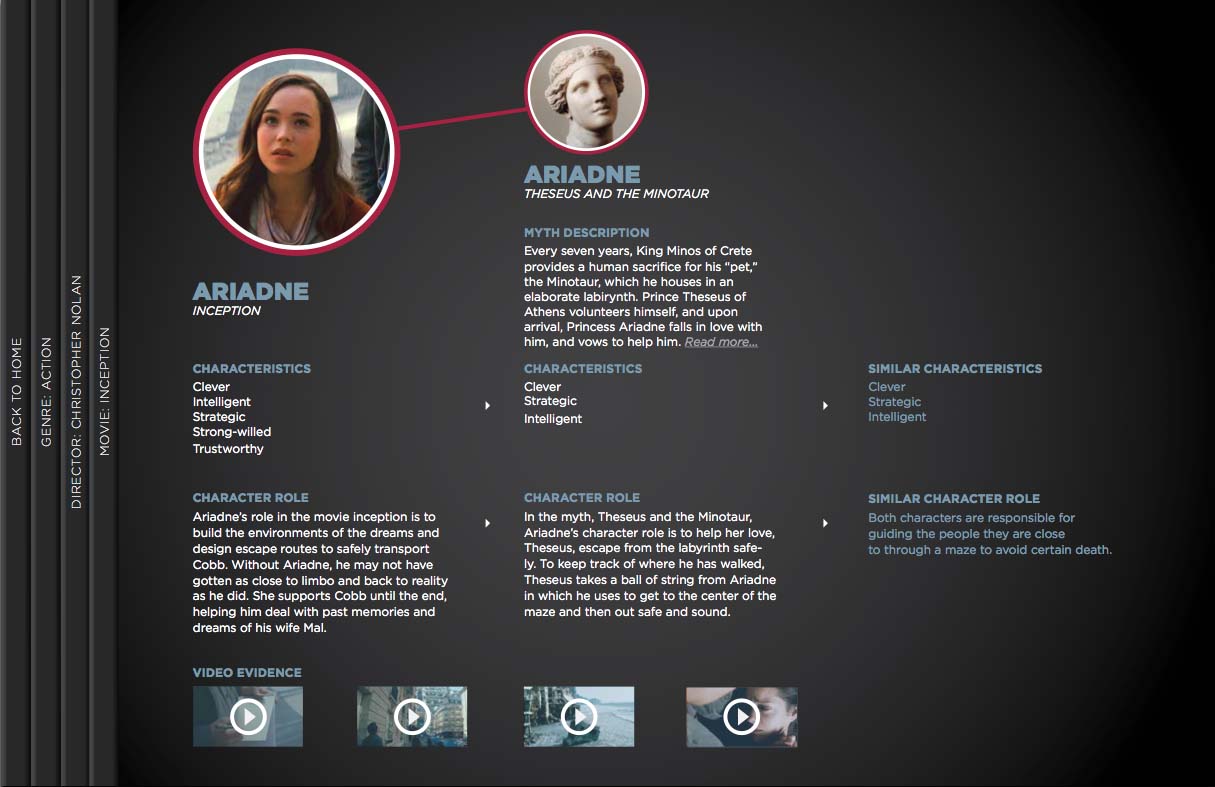 BACK TO HOME
GENRE: ACTION
DIRECTOR: CHRISTOPHER NOLAN
MOVIE: INCEPTION
ARIADNE
INCEPTION
ARIADNE
THESEUS AND THE MINOTAUR
MYTH DESCRIPTION
Every seven years, King Minos of Crete
provides a human sacrifice for his “pet,”
the Minotaur, which he houses in an
elaborate labirynth. Prince Theseus of
Athens volunteers himself, and upon
arrival, Princess Ariadne falls in love with
him, and vows to help him. Read more...
CHARACTERISTICS
Clever
Intelligent
Strategic
Strong-willed
Trustworthy
CHARACTERISTICS
Clever
Strategic
Intelligent
SIMILAR CHARACTERISTICS
Clever
Strategic
Intelligent
CHARACTER ROLE
Ariadne’s role in the movie inception is to
build the environments of the dreams and
design escape routes to safely transport
Cobb. Without Ariadne, he may not have
gotten as close to limbo and back to reality
as he did. She supports Cobb until the end,
helping him deal with past memories and
dreams of his wife Mal.
CHARACTER ROLE
In the myth, Theseus and the Minotaur,
Ariadne’s character role is to help her love,
Theseus, escape from the labyrinth safe-
ly. To keep track of where he has walked,
Theseus takes a ball of string from Ariadne
in which he uses to get to the center of the
maze and then out safe and sound.
SIMILAR CHARACTER ROLE
Both characters are responsible for
guiding the people they are close
to through a maze to avoid certain death.
VIDEO EVIDENCE